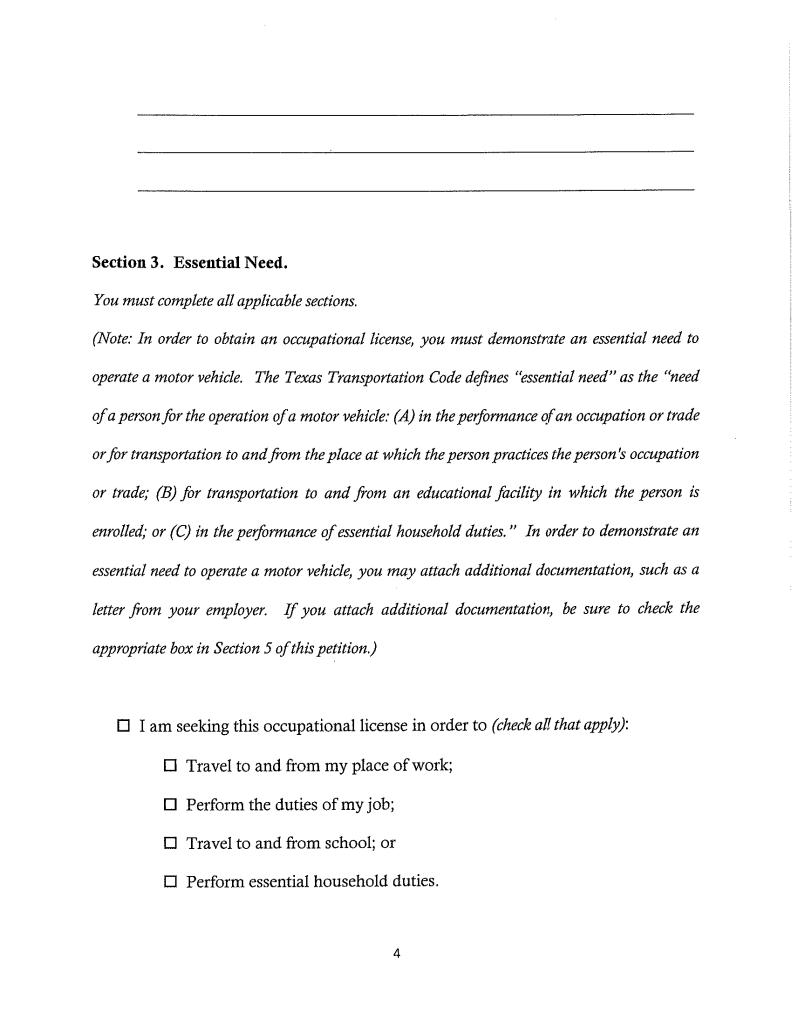 Section 3. Essential Need.
You must complete all applicable sections.
(Note: In order to obtain an occupational license, you must demonstrate an essential need to
operate a motor vehicle. The Texas Transportation Code defines "essential need" as the "need
of a person for the operation of a motor vehicle: (A) in the performance of an occupation or trade
or for transportation to and from the place at which the person practices the person's occupation
or trade; (B) for transportation to and from an educational facility in which the person is
enrolled; or (C) in the performance of essential household duties." In order to demonstrate an
essential need to operate a motor vehicle, you may attach additional documentation, such as a
letter from your employer. If you attach additional documentation, be sure to check the
appropriate box in Section 5 of this petition.)
☐ I am seeking this occupational license in order to (check all that apply):
☐ Travel to and from my place of work;
☐ Perform the duties of my job;
☐ Travel to and from school; or
☐ Perform essential household duties.
4